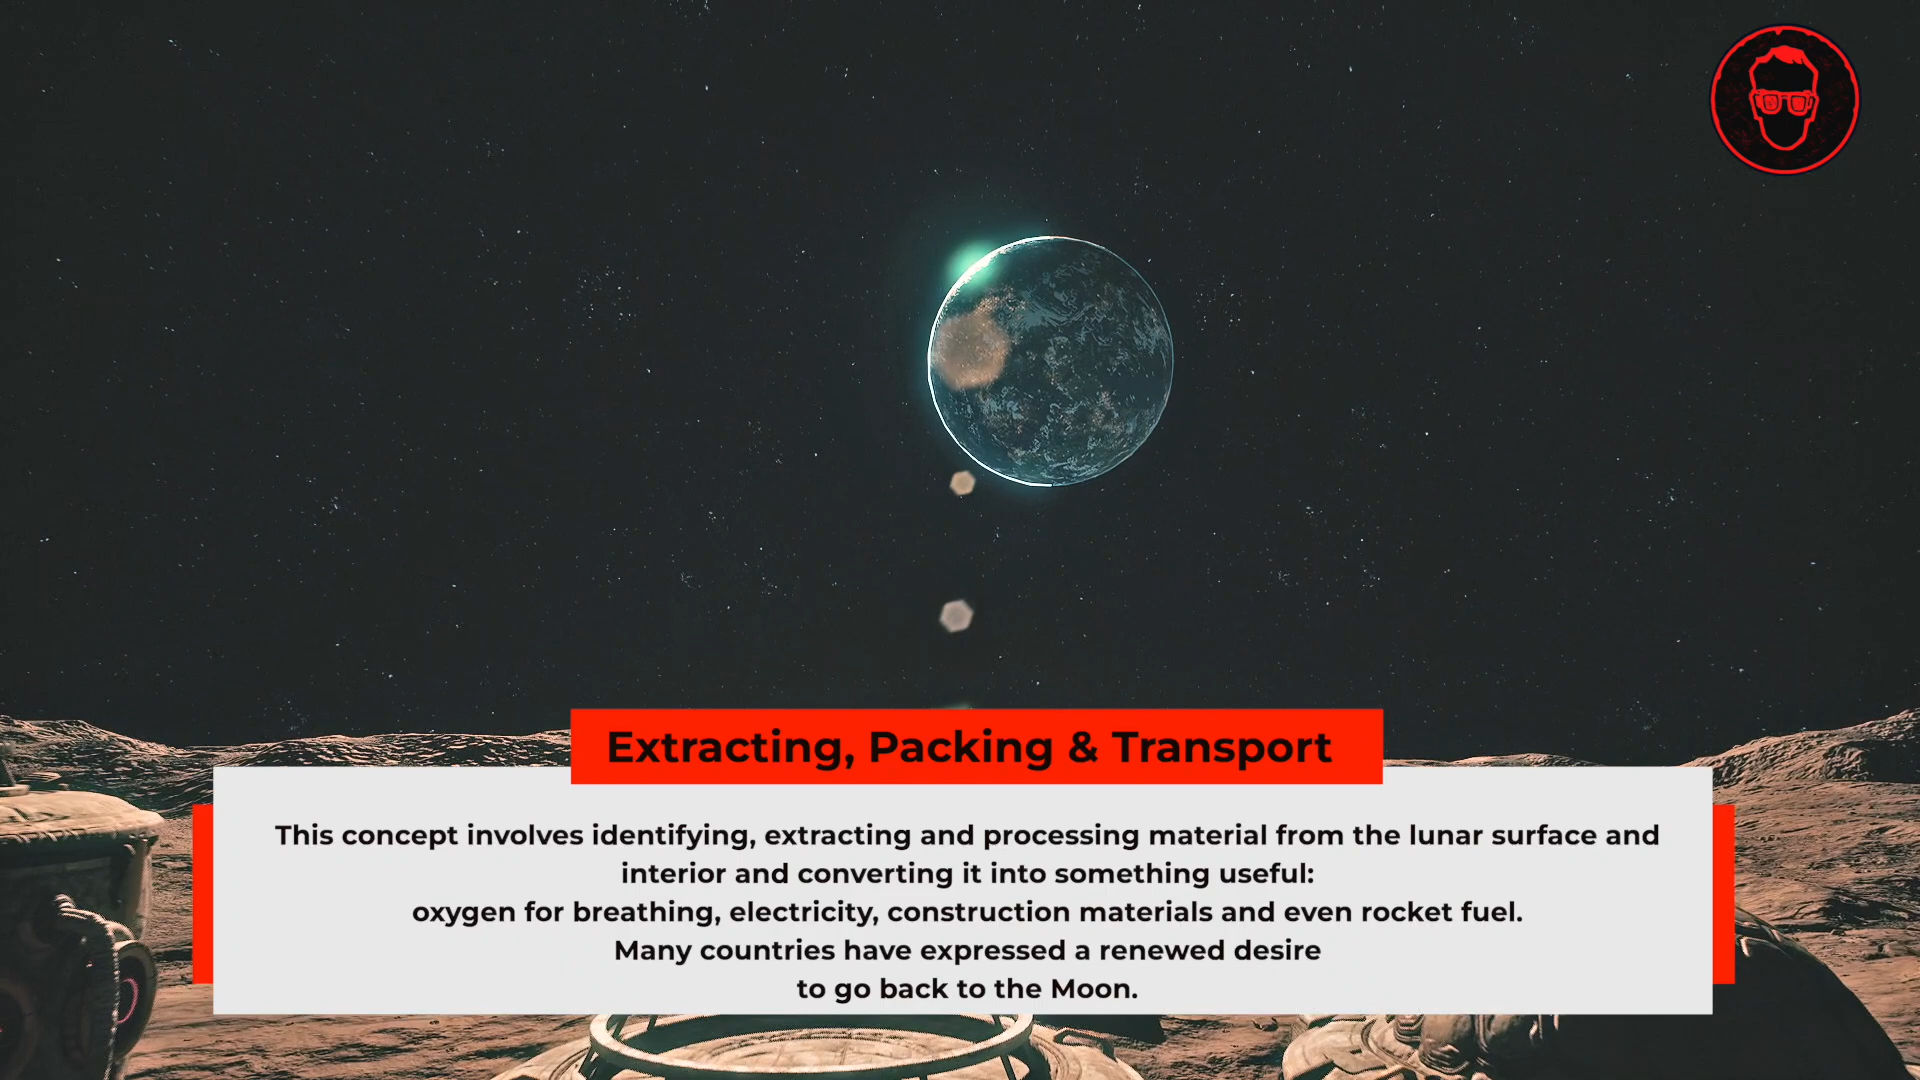 Extracting, Packing & Transport
This concept involves identifying, extracting and processing material from the lunar surface and
interior and converting it into something useful:
oxygen for breathing, electricity, construction materials and even rocket fuel.
Many countries have expressed a renewed desire
to go back to the Moon.